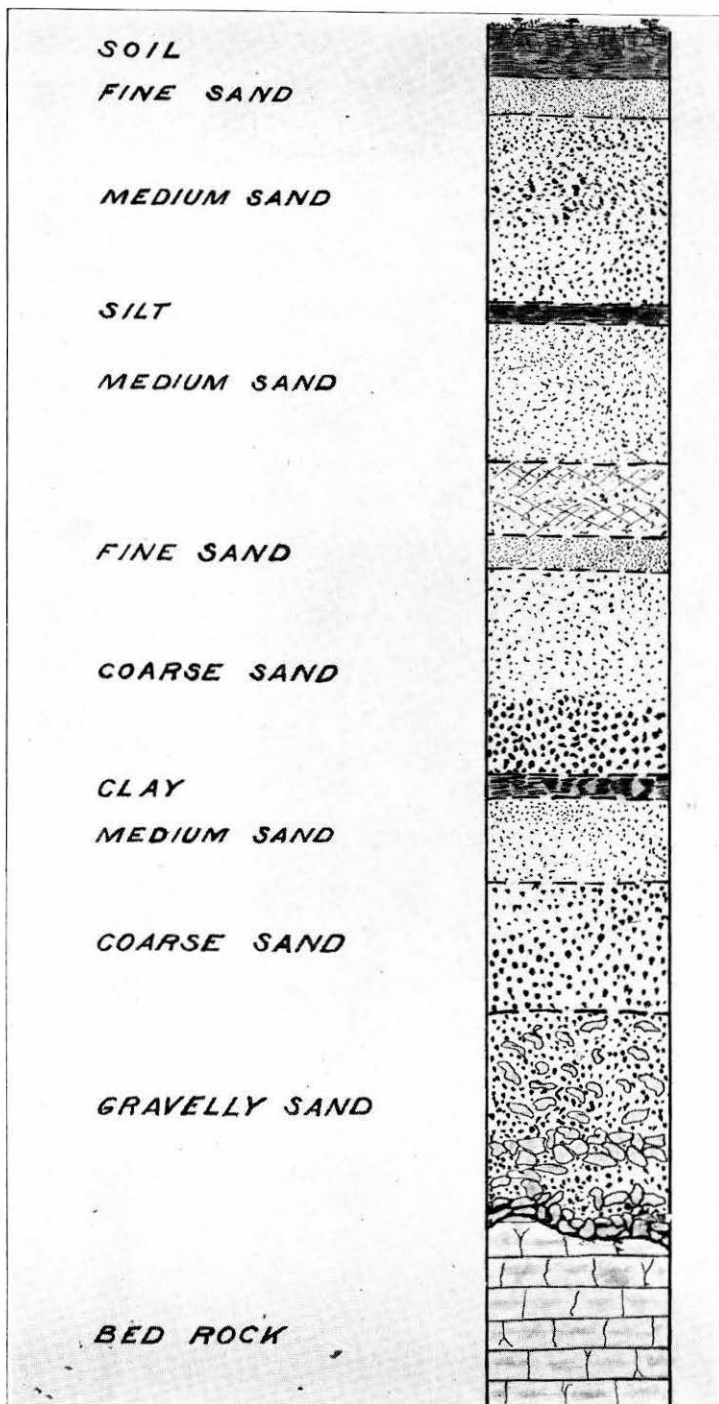 SOIL
FINE SAND
MEDIUM SAND
SILT
MEDIUM SAND
FINE SAND
COARSE SAND
CLAY
MEDIUM SAND
COARSE SAND
GRAVELLY SAND
BED ROCK